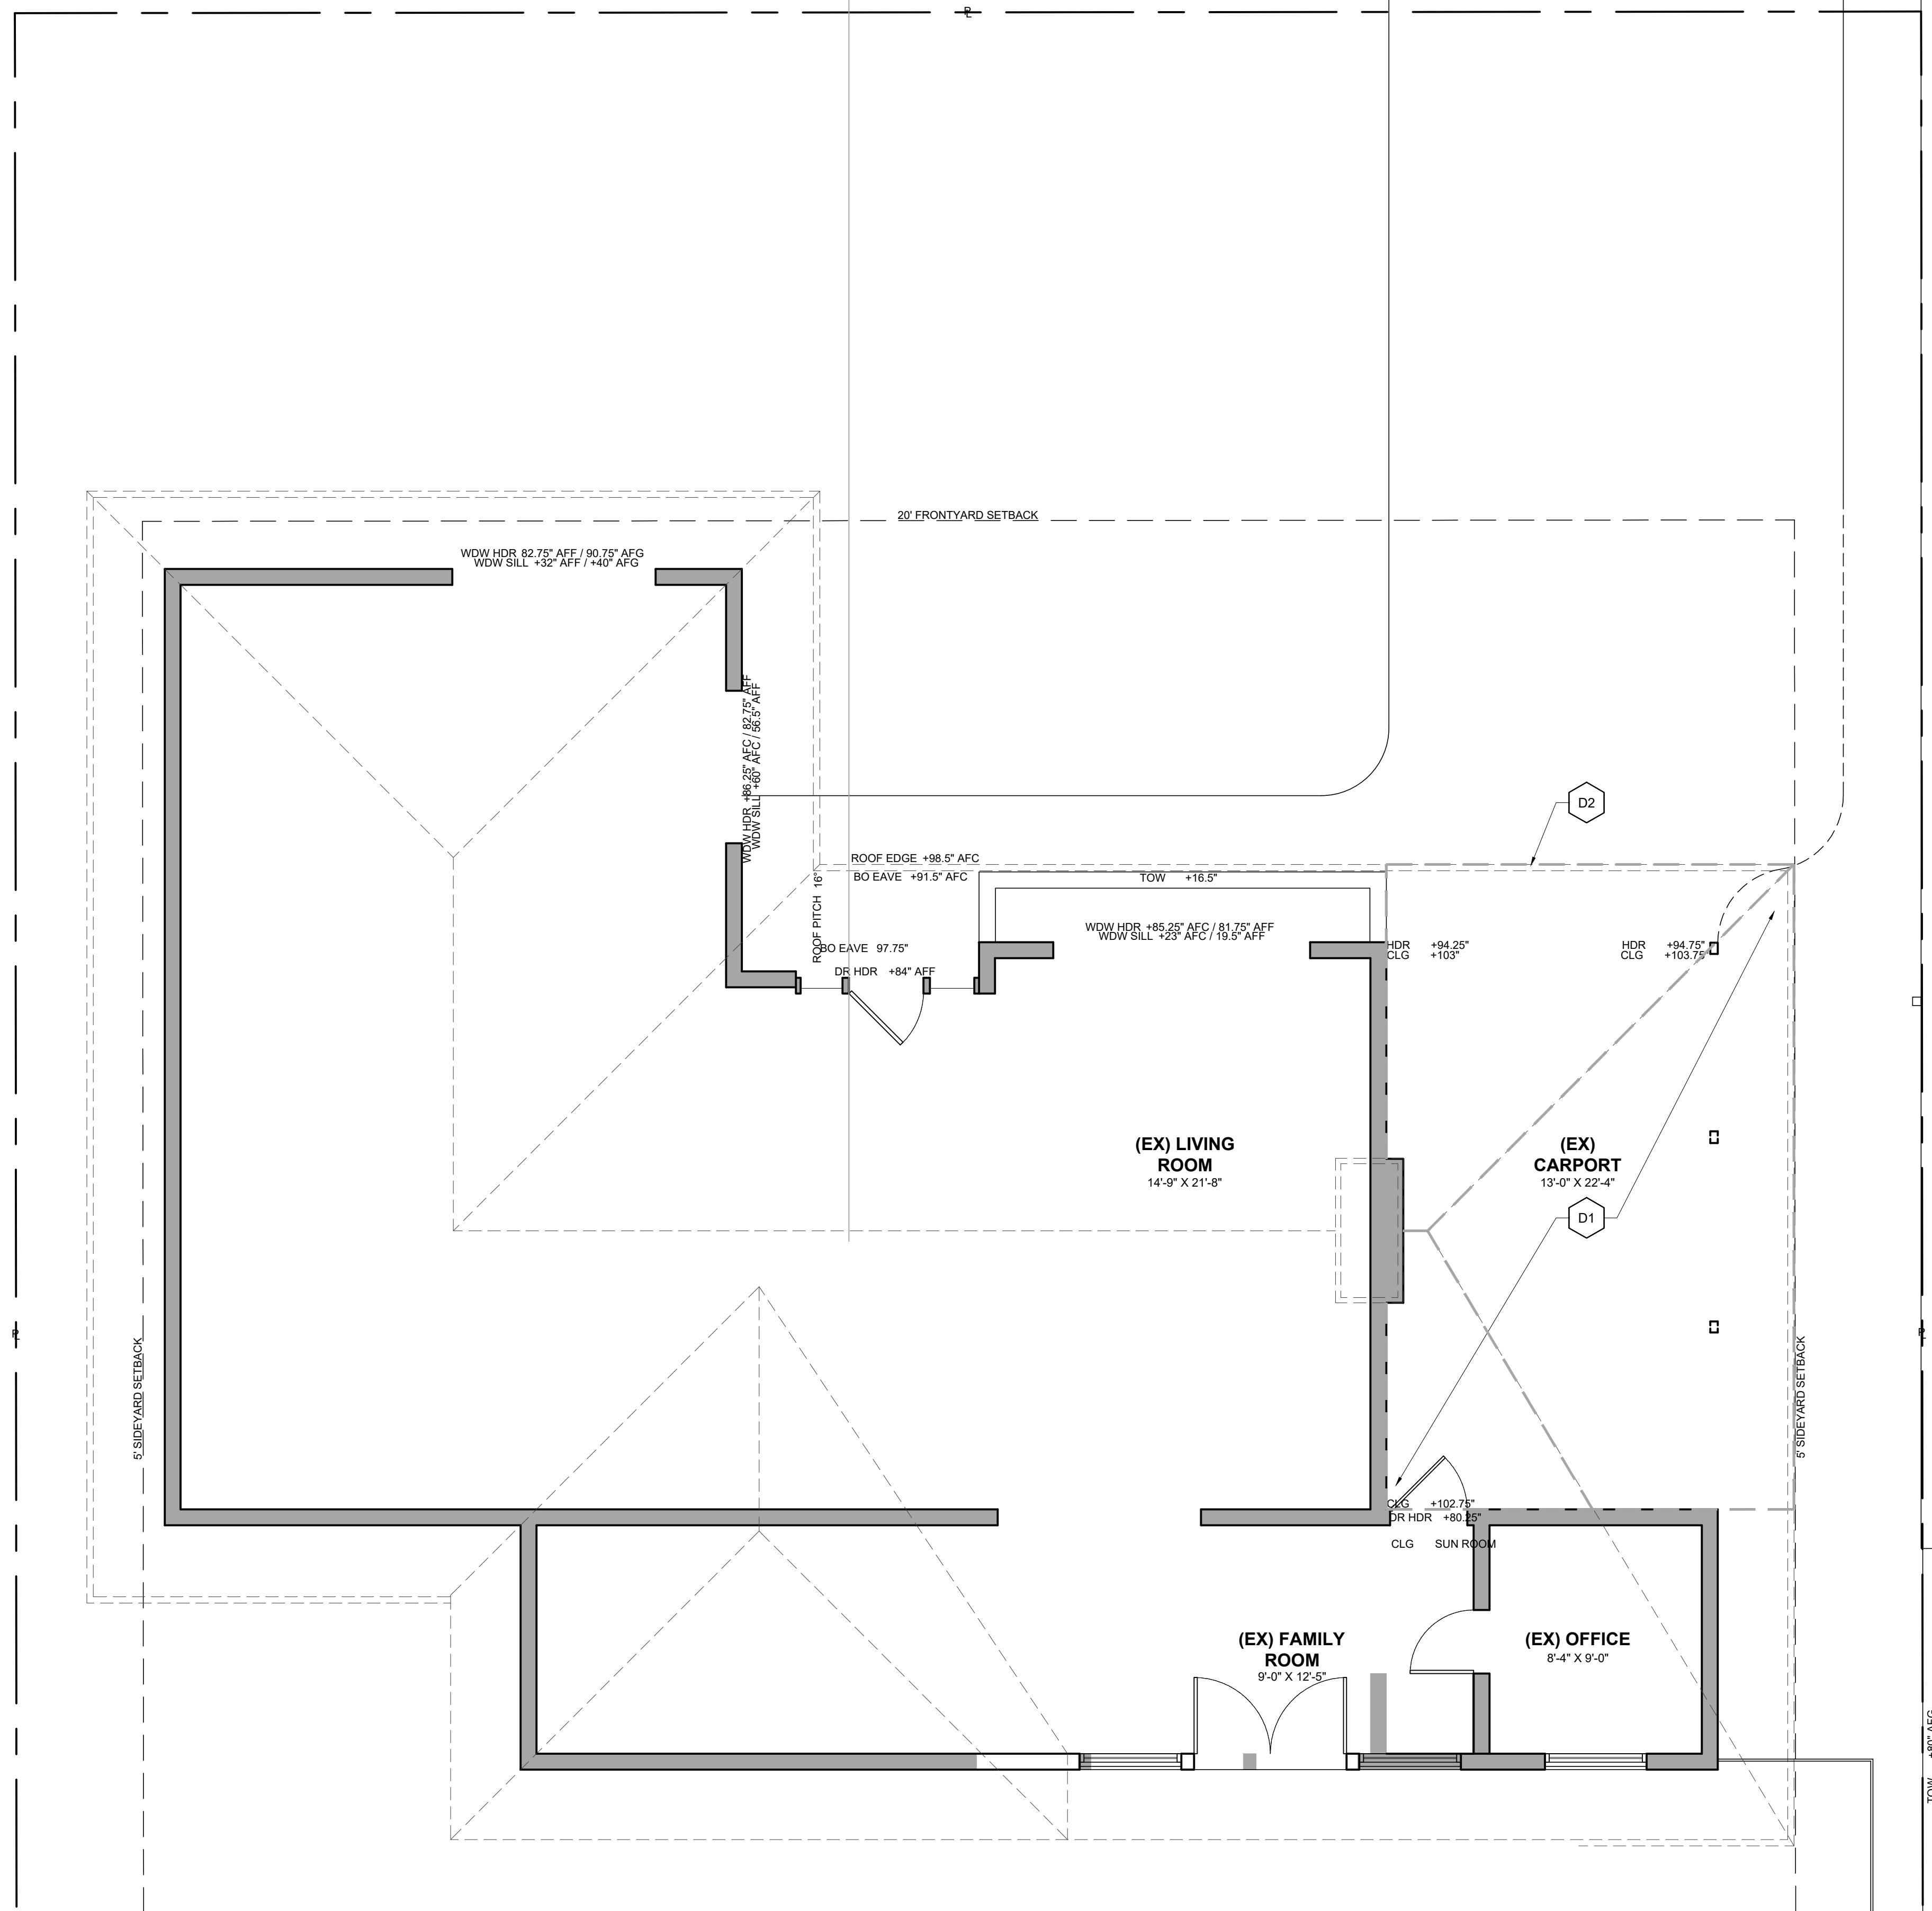 PL
20' FRONTYARD SETBACK
WDW HDR 82.75" AFF / 90.75" AFG
WDW SILL +32" AFF / +40" AFG
WDW HDR +86.25" AFC / 82.75" AFF
WDW SILL +60" AFC / 56.5" AFF
D2
ROOF EDGE +98.5" AFC
BO EAVE +91.5" AFC
TOW +16.5"
ROOF PITCH 16°
WDW HDR +85.25" AFC / 81.75" AFF
WDW SILL +23" AFC / 19.5" AFF
BO EAVE 97.75"
DR HDR +84" AFF
HDR +94.25"
CLG +103"
HDR +94.75"
CLG +103.75"
(EX) LIVING
ROOM
14'-9" X 21'-8"
(EX)
CARPORT
13'-0" X 22'-4"
D1
PL
PL
5' SIDEYARD SETBACK
5' SIDEYARD SETBACK
CLG +102.75"
DR HDR +80.25"
CLG SUN ROOM
(EX) FAMILY
ROOM
9'-0" X 12'-5"
(EX) OFFICE
8'-4" X 9'-0"
TOW +80" AFG